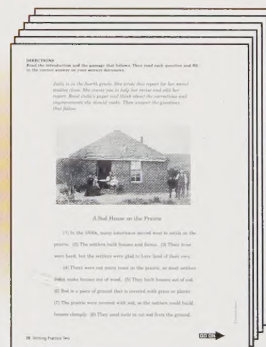 DIRECTIONS
Read the introduction and the passage that follows. Then read each question and fill
in the correct answer on your answer document.
Julia is in the fourth grade. She wrote this report for her social
studies class. She wants you to help her revise and edit her
report. Read Julia's paper and think about the corrections and
improvements she should make. Then answer the questions
that follow.
A Sod House on the Prairie
(1) In the 1800s, many Americans moved west to settle on the
prairie. (2) The settlers built houses and farms. (3) Their lives
were hard, but the settlers were glad to have land of their own.
(4) There were not many trees on the prairie, so most settlers
didn't make houses out of wood. (5) They built houses out of sod.
(6) Sod is a piece of ground that is covered with grass or plants.
(7) The prairie were covered with sod, so the settlers could build
houses cheaply. (8) They used tools to cut sod from the ground.
GO ON